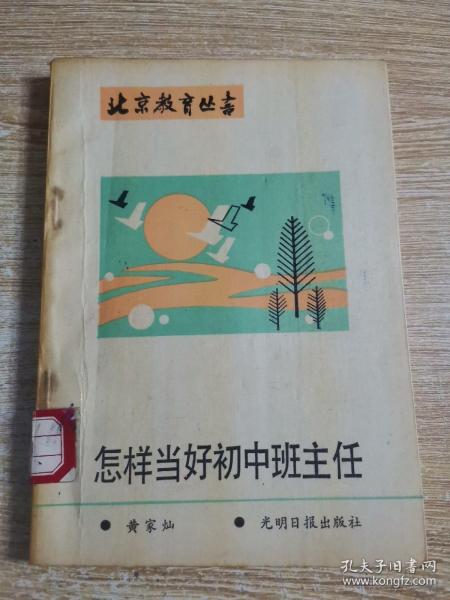 北京教育丛书
怎样当好初中班主任
● 黄家灿 ● 光明日报出版社
孔夫子旧书网
www.kongfz.com